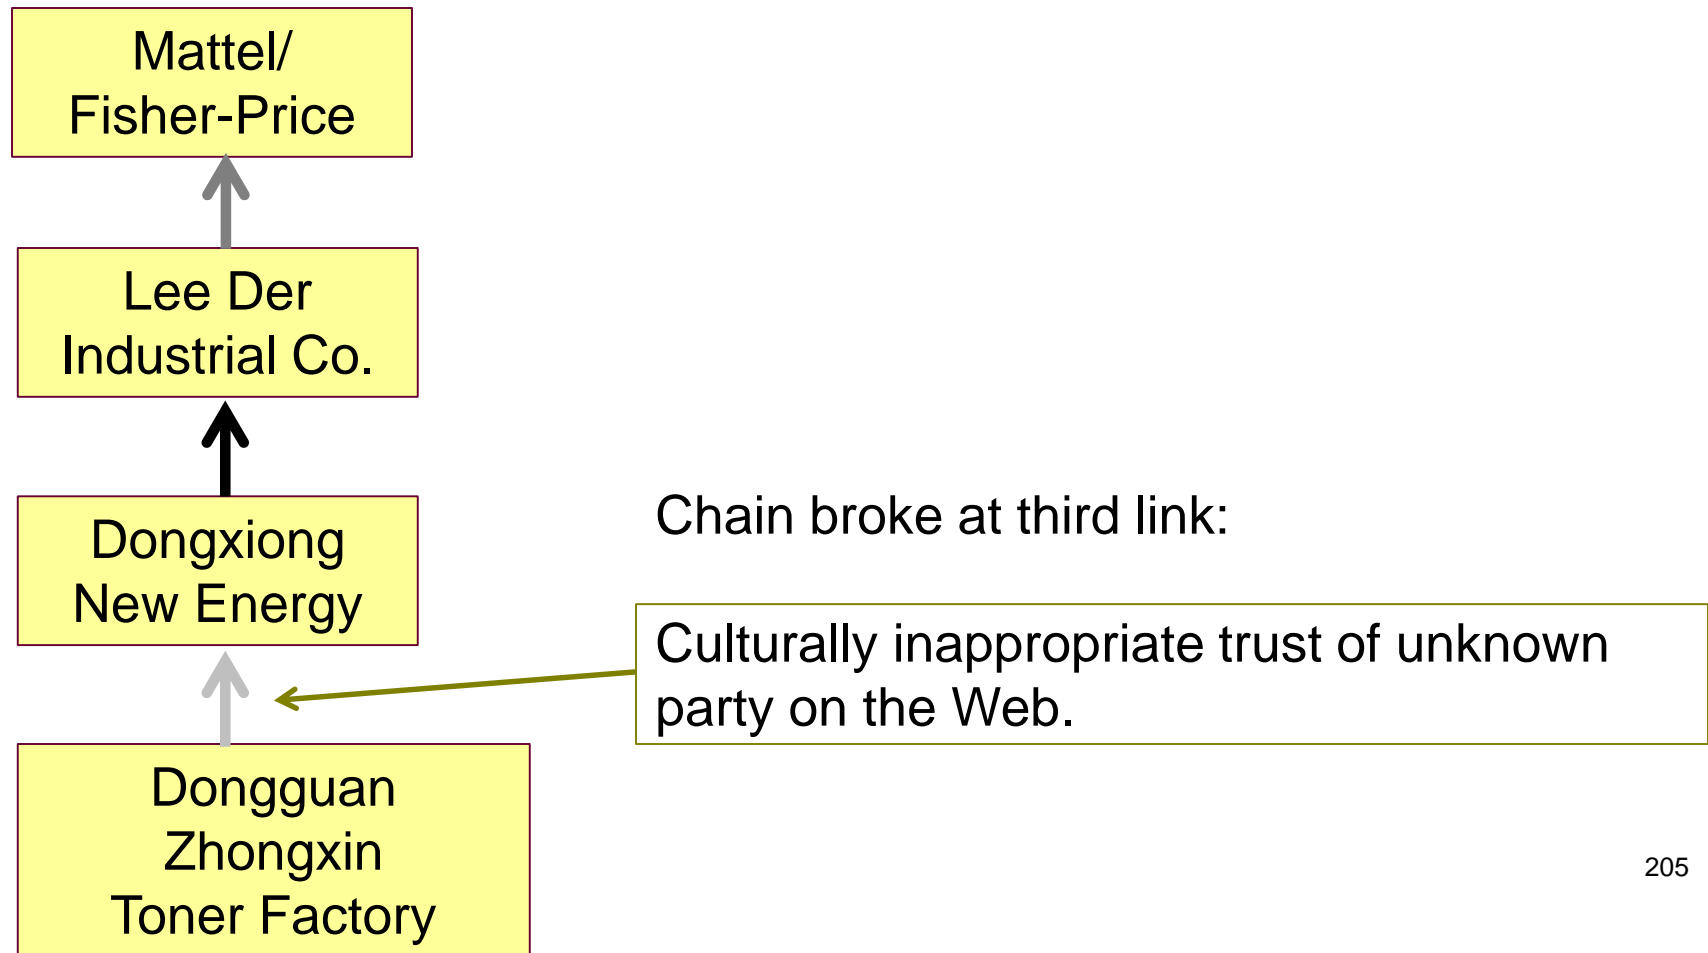 Mattel/
Fisher-Price
Lee Der
Industrial Co.
Dongxiong
New Energy
Chain broke at third link:
Culturally inappropriate trust of unknown
party on the Web.
Dongguan
Zhongxin
Toner Factory
205